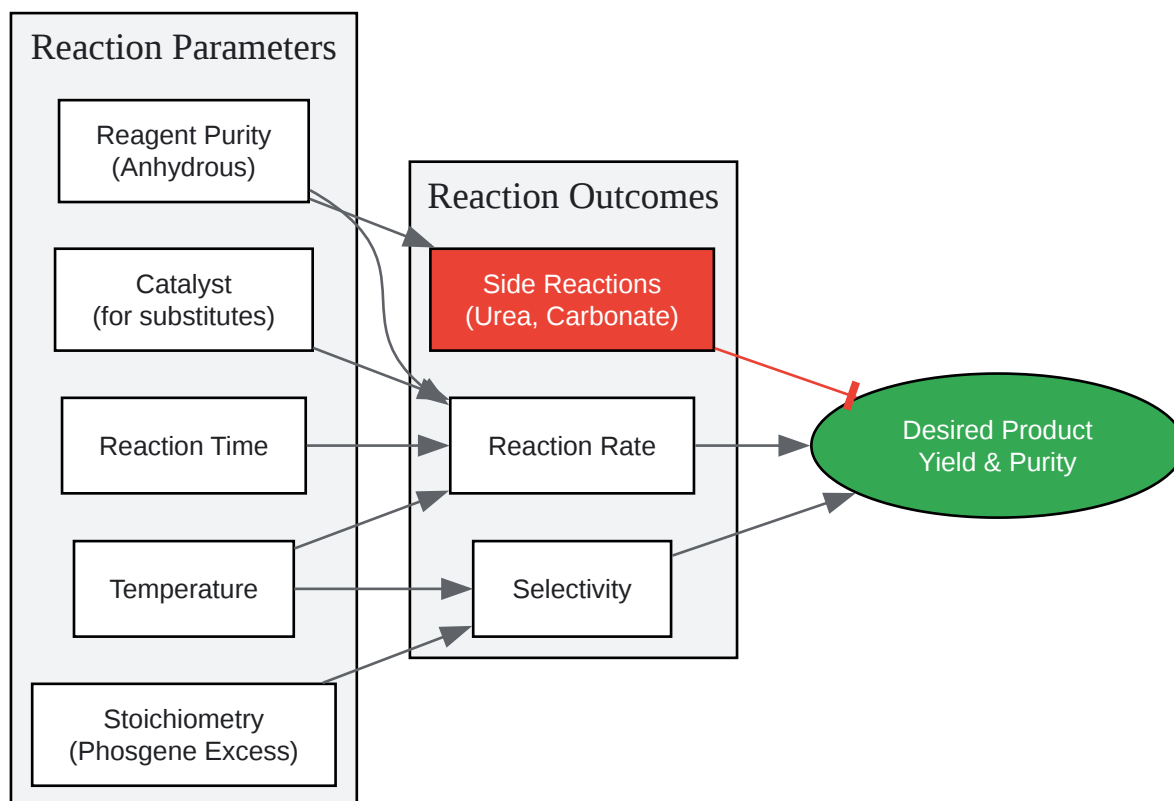 Reaction Parameters
Reagent Purity
(Anhydrous)
Catalyst
(for substitutes)
Reaction Time
Temperature
Stoichiometry
(Phosgene Excess)
Reaction Outcomes
Side Reactions
(Urea, Carbonate)
Reaction Rate
Selectivity
Desired Product
Yield & Purity